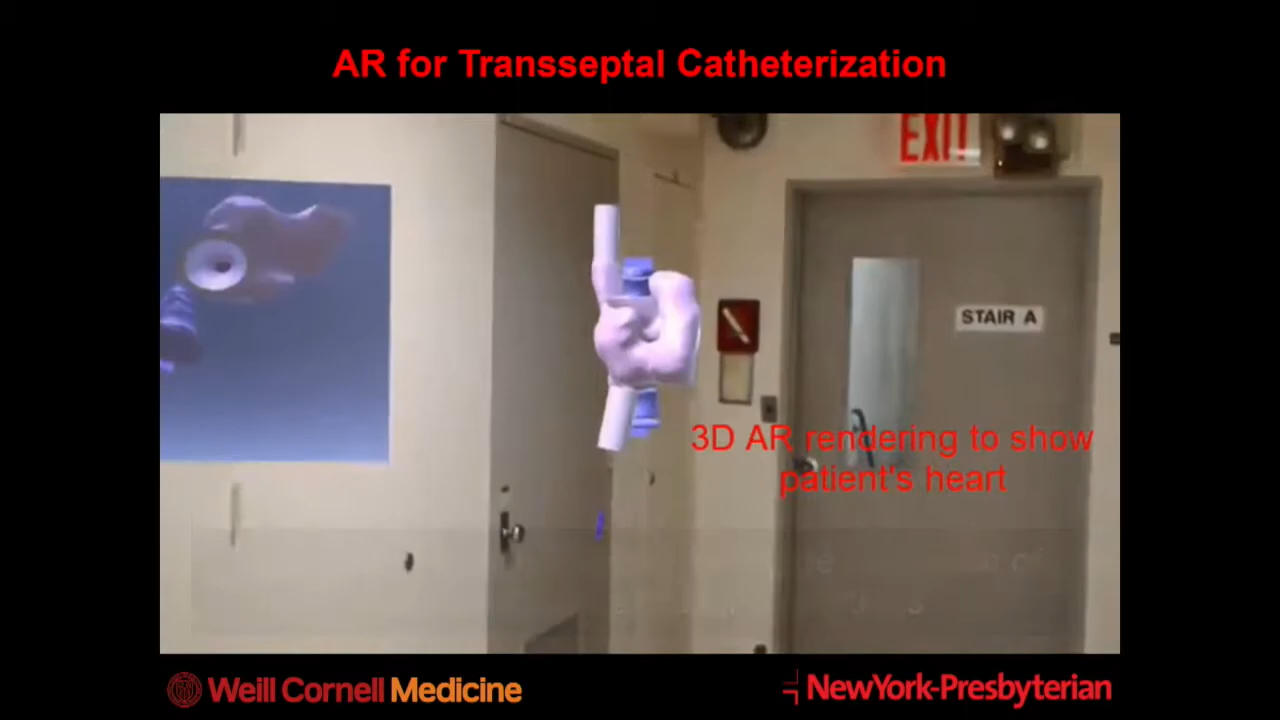 AR for Transseptal Catheterization
EXIT
STAIR A
3D AR rendering to show
patient's heart
Weill Cornell Medicine
NewYork-Presbyterian